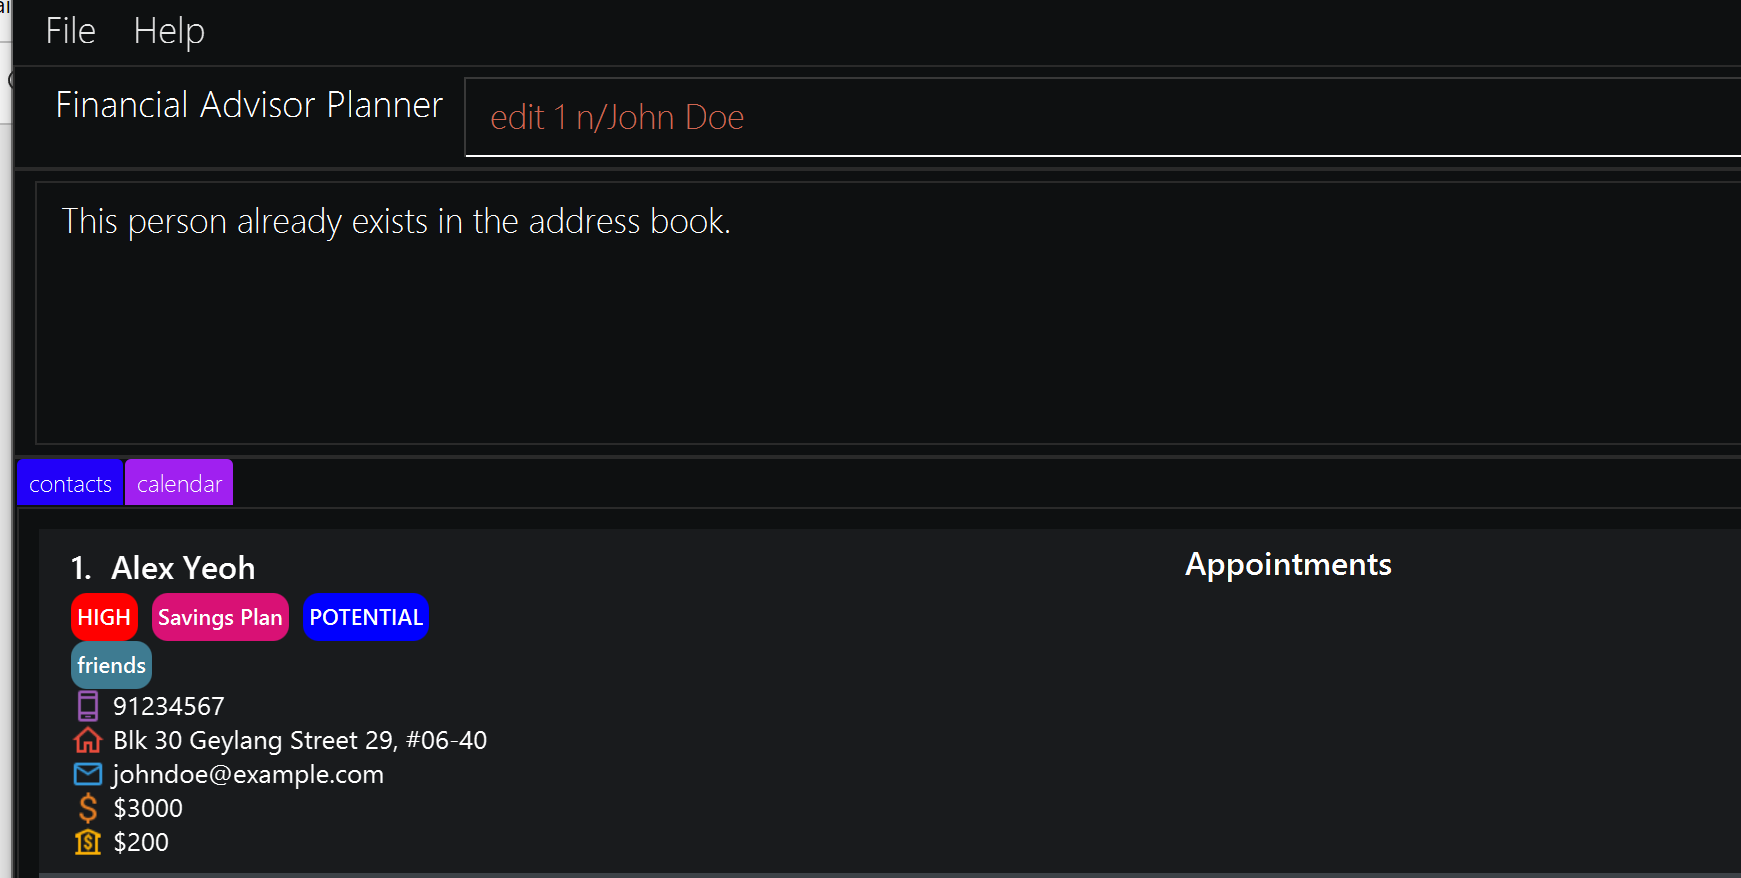 File Help
Financial Advisor Planner
edit 1 n/John Doe
This person already exists in the address book.
contacts calendar
1. Alex Yeoh
HIGH Savings Plan POTENTIAL
friends
91234567
Blk 30 Geylang Street 29, #06-40
johndoe@example.com
$3000
$200
Appointments